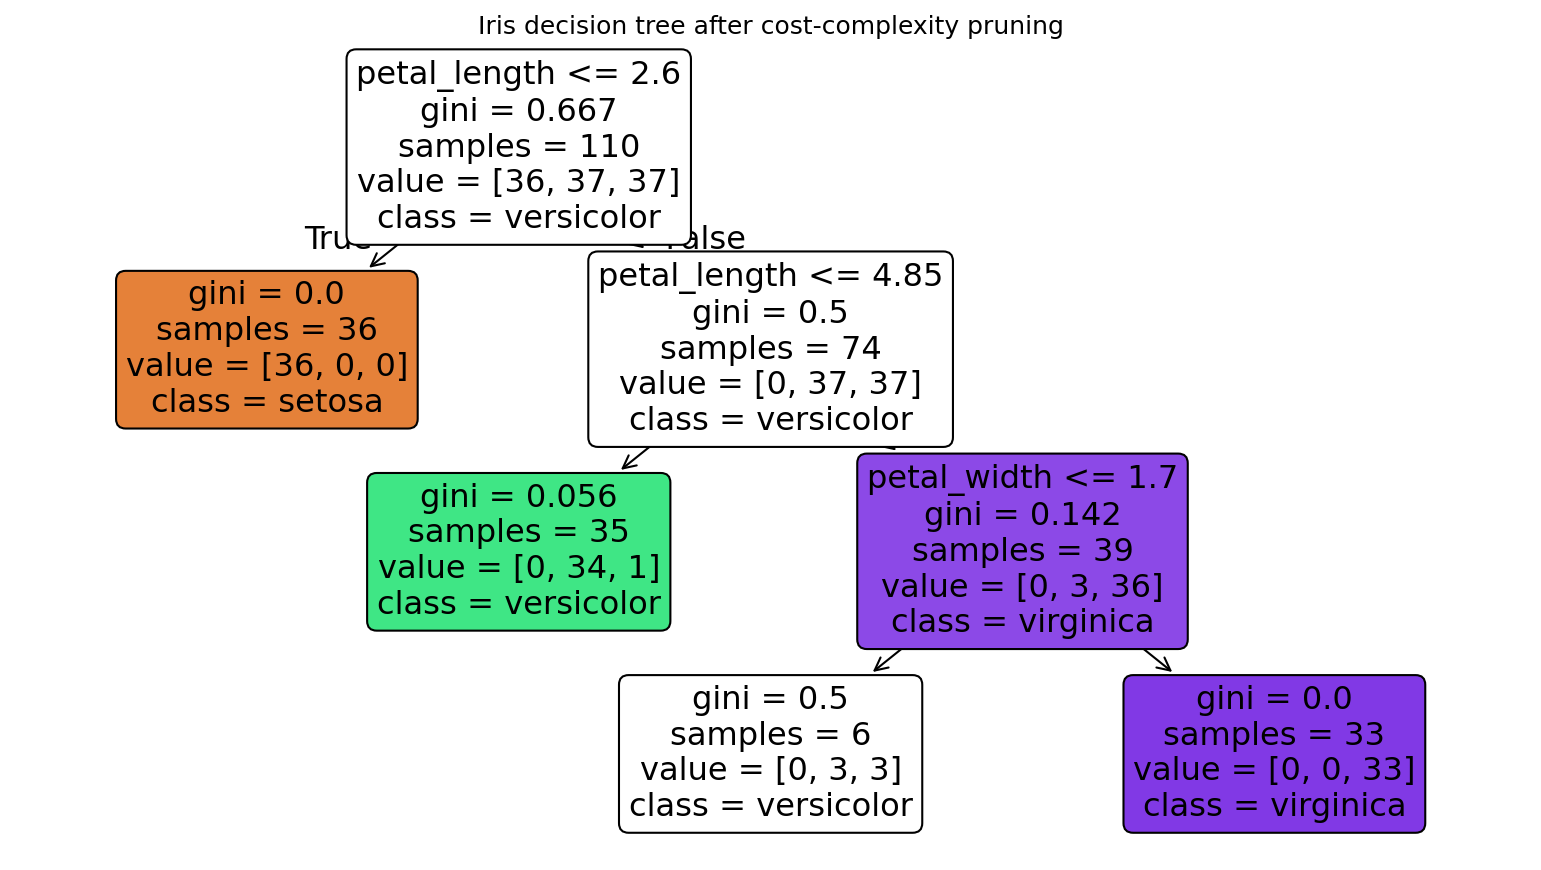 Iris decision tree after cost-complexity pruning
petal_length <= 2.6
gini = 0.667
samples = 110
value = [36, 37, 37]
class = versicolor
True
False
gini = 0.0
samples = 36
value = [36, 0, 0]
class = setosa
petal_length <= 4.85
gini = 0.5
samples = 74
value = [0, 37, 37]
class = versicolor
gini = 0.056
samples = 35
value = [0, 34, 1]
class = versicolor
petal_width <= 1.7
gini = 0.142
samples = 39
value = [0, 3, 36]
class = virginica
gini = 0.5
samples = 6
value = [0, 3, 3]
class = versicolor
gini = 0.0
samples = 33
value = [0, 0, 33]
class = virginica